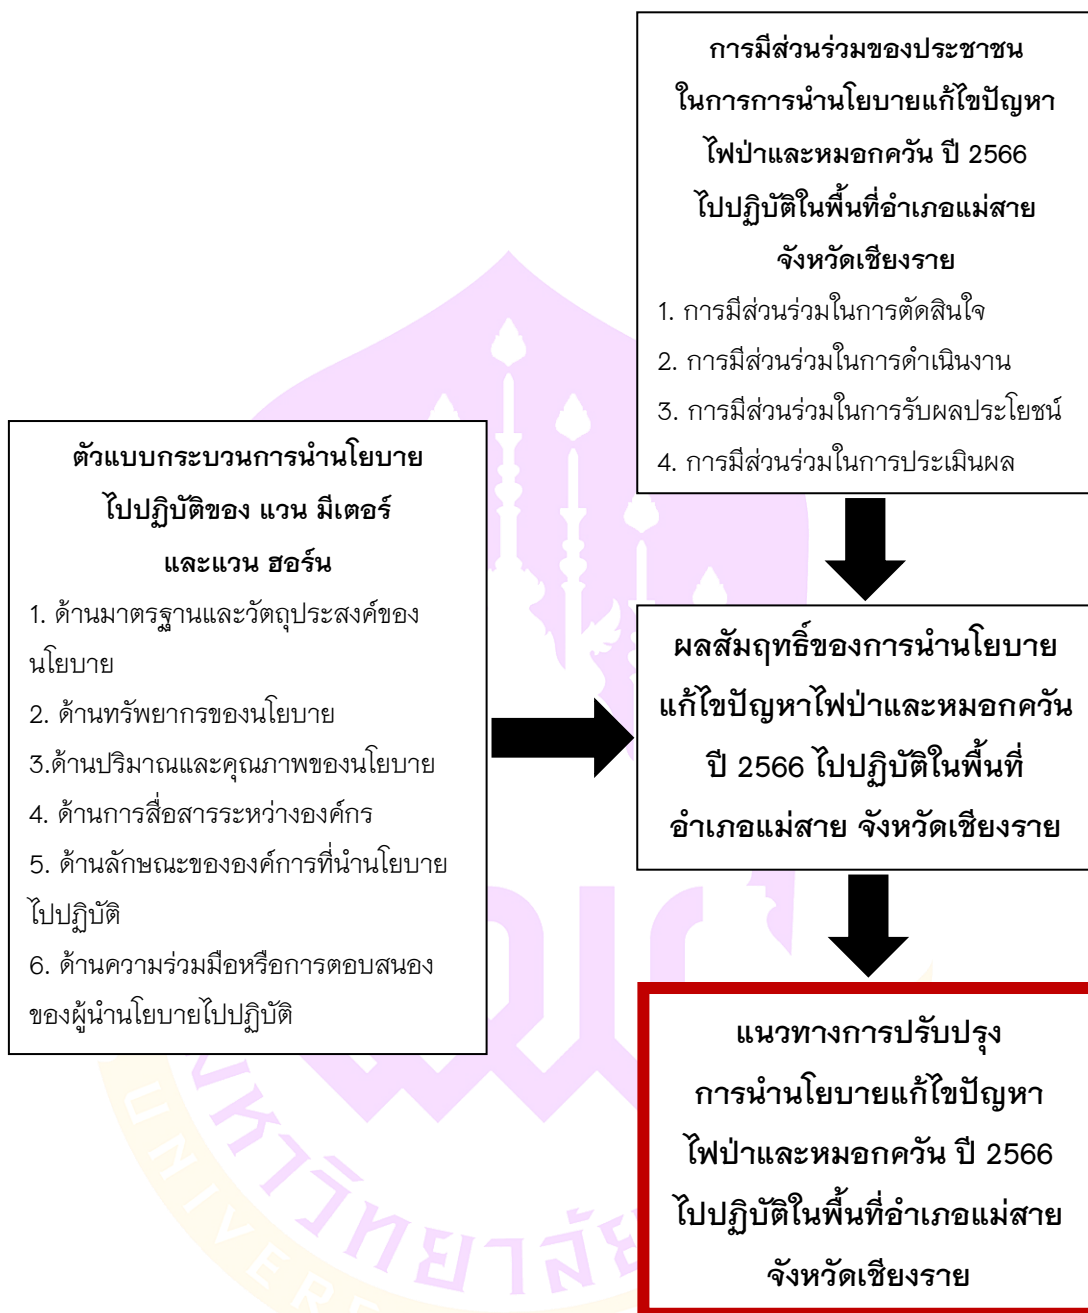 การมีส่วนร่วมของประชาชน
ในการการนำนโยบายแก้ไขปัญหา
ไฟป่าและหมอกควัน ปี 2566
ไปปฏิบัติในพื้นที่อำเภอแม่สาย
จังหวัดเชียงราย
1. การมีส่วนร่วมในการตัดสินใจ
2. การมีส่วนร่วมในการดำเนินงาน
3. การมีส่วนร่วมในการรับผลประโยชน์
4. การมีส่วนร่วมในการประเมินผล
ตัวแบบกระบวนการนำนโยบาย
ไปปฏิบัติของ แวน มีเตอร์
และแวน ฮอร์น
1. ด้านมาตรฐานและวัตถุประสงค์ของ
นโยบาย
2. ด้านทรัพยากรของนโยบาย
3.ด้านปริมาณและคุณภาพของนโยบาย
4. ด้านการสื่อสารระหว่างองค์กร
5. ด้านลักษณะขององค์การที่นำนโยบาย
ไปปฏิบัติ
6. ด้านความร่วมมือหรือการตอบสนอง
ของผู้นำนโยบายไปปฏิบัติ
ผลสัมฤทธิ์ของการนำนโยบาย
แก้ไขปัญหาไฟป่าและหมอกควัน
ปี 2566 ไปปฏิบัติในพื้นที่
อำเภอแม่สาย จังหวัดเชียงราย
แนวทางการปรับปรุง
การนำนโยบายแก้ไขปัญหา
ไฟป่าและหมอกควัน ปี 2566
ไปปฏิบัติในพื้นที่อำเภอแม่สาย
จังหวัดเชียงราย
มหาวิทยาลัย